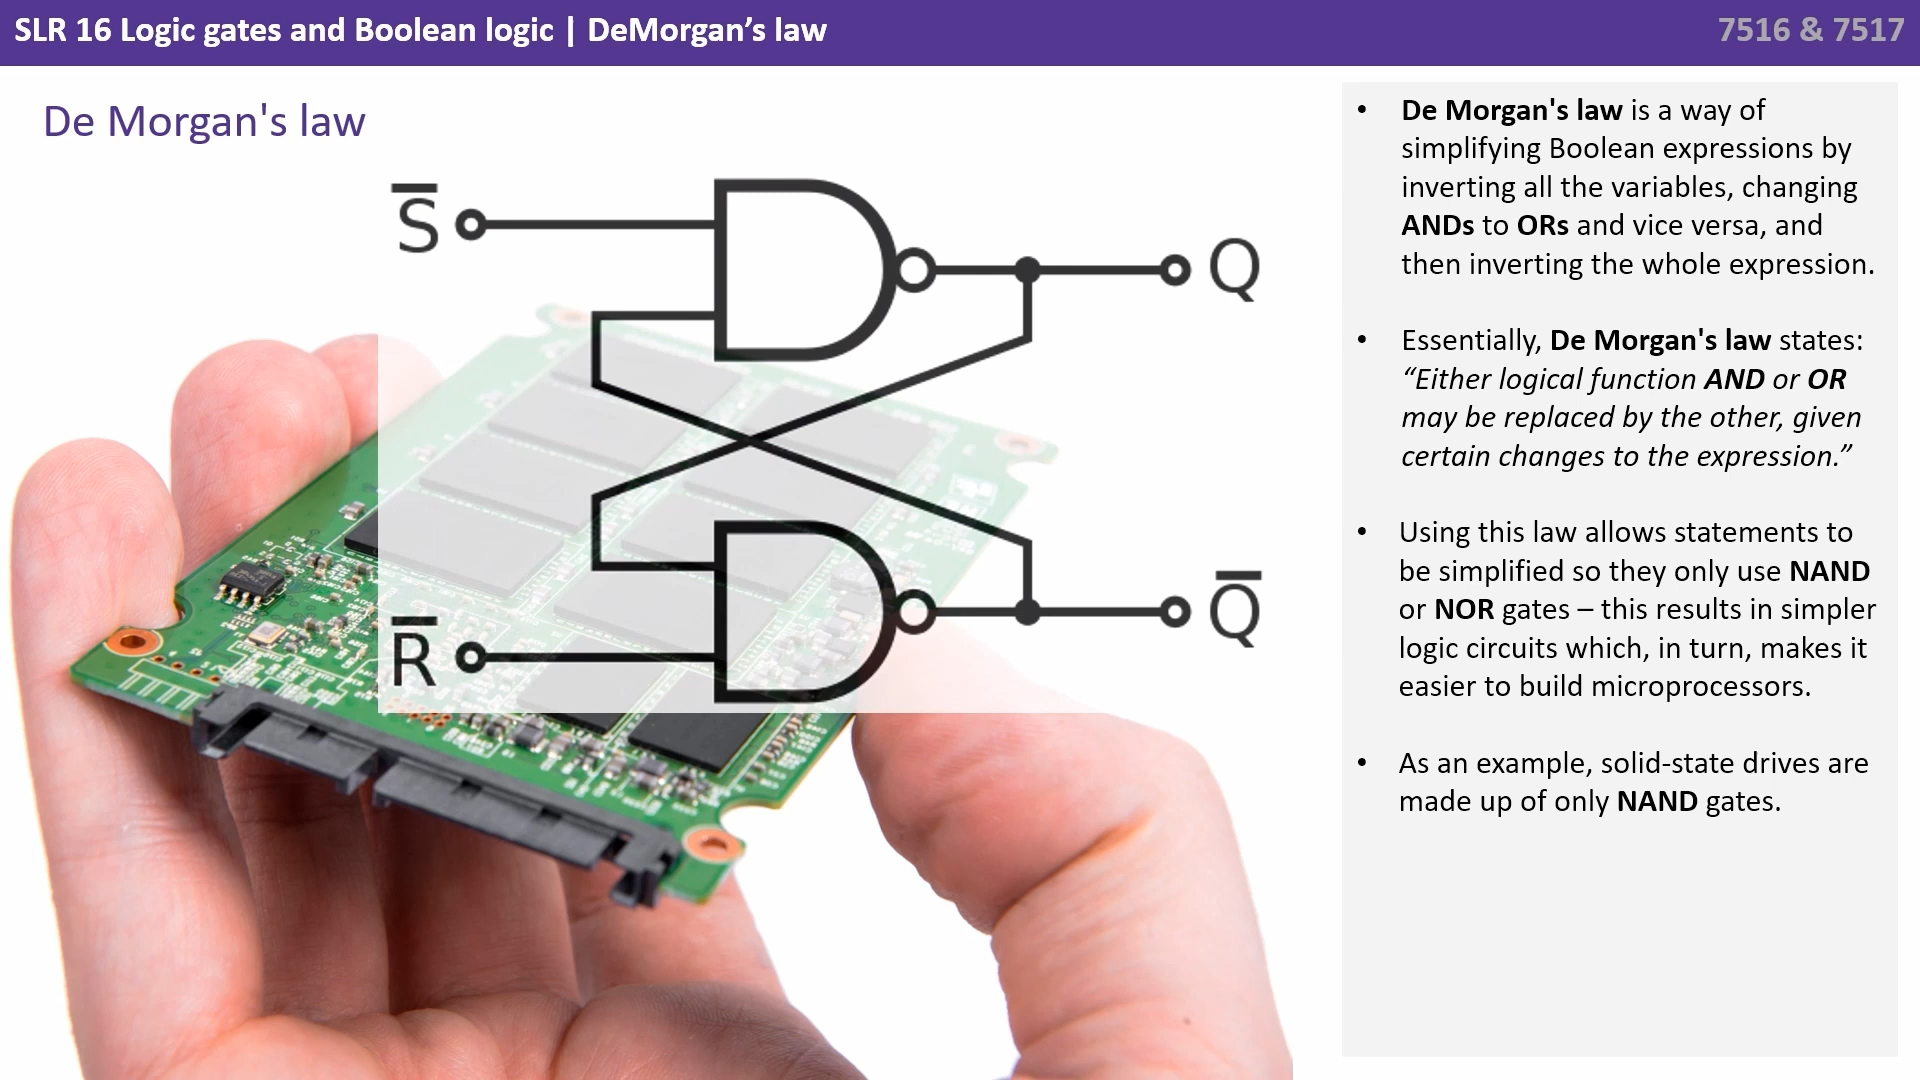 SLR 16 Logic gates and Boolean logic | DeMorgan’s law
7516 & 7517
De Morgan's law
S̅
Q
R̅
Q̅
• De Morgan's law is a way of
simplifying Boolean expressions by
inverting all the variables, changing
ANDs to ORs and vice versa, and
then inverting the whole expression.
• Essentially, De Morgan's law states:
“Either logical function AND or OR
may be replaced by the other, given
certain changes to the expression.”
• Using this law allows statements to
be simplified so they only use NAND
or NOR gates – this results in simpler
logic circuits which, in turn, makes it
easier to build microprocessors.
• As an example, solid-state drives are
made up of only NAND gates.